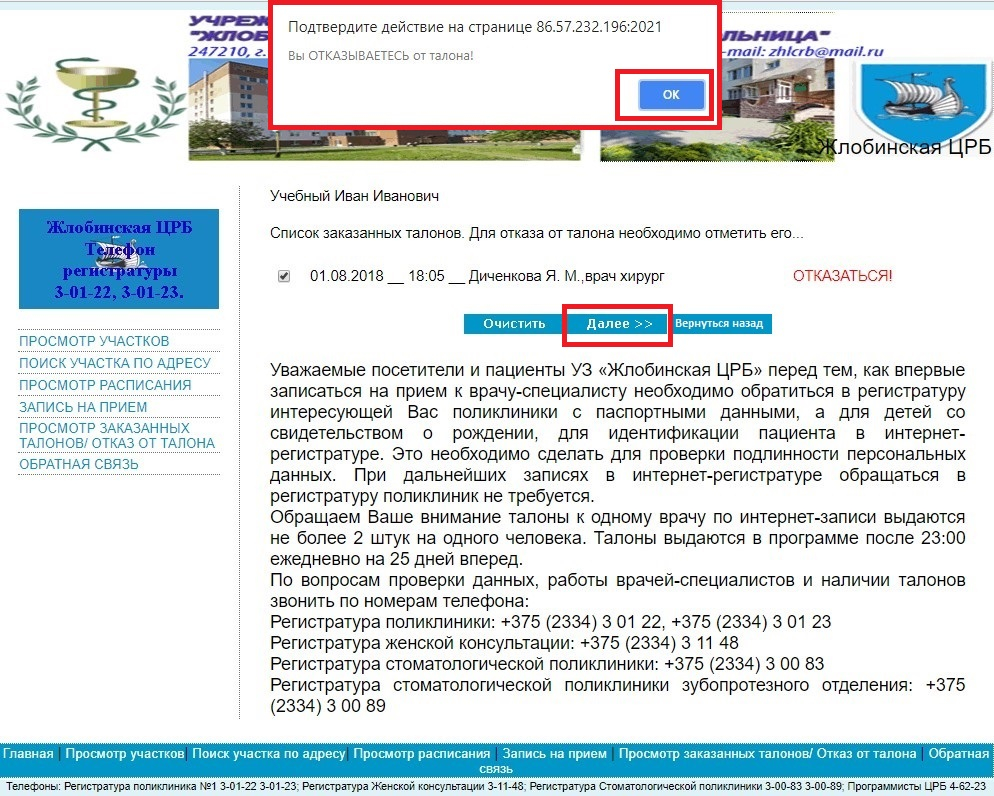 УЧРЕЖ
"ЖЛОБИ
ЛЬНИЦА"
247210, г.
-mail: zhlcrb@mail.ru
Подтвердите действие на странице 86.57.232.196:2021
Вы ОТКАЗЫВАЕТЕСЬ от талона!
ОК
Жлобинская ЦРБ
Жлобинская ЦРБ
Телефон
регистратуры
3-01-22, 3-01-23.
ПРОСМОТР УЧАСТКОВ
ПОИСК УЧАСТКА ПО АДРЕСУ
ПРОСМОТР РАСПИСАНИЯ
ЗАПИСЬ НА ПРИЕМ
ПРОСМОТР ЗАКАЗАННЫХ
ТАЛОНОВ/ ОТКАЗ ОТ ТАЛОНА
ОБРАТНАЯ СВЯЗЬ
Учебный Иван Иванович
Список заказанных талонов. Для отказа от талона необходимо отметить его...
01.08.2018 __ 18:05 __ Диченкова Я. М.,врач хирург ОТКАЗАТЬСЯ!
Очистить Далее >> Вернуться назад
Уважаемые посетители и пациенты УЗ «Жлобинская ЦРБ» перед тем, как впервые
записаться на прием к врачу-специалисту необходимо обратиться в регистратуру
интересующей Вас поликлиники с паспортными данными, а для детей со
свидетельством о рождении, для идентификации пациента в интернет-
регистратуре. Это необходимо сделать для проверки подлинности персональных
данных. При дальнейших записях в интернет-регистратуре обращаться в
регистратуру поликлиник не требуется.
Обращаем Ваше внимание талоны к одному врачу по интернет-записи выдаются
не более 2 штук на одного человека. Талоны выдаются в программе после 23:00
ежедневно на 25 дней вперед.
По вопросам проверки данных, работы врачей-специалистов и наличии талонов
звонить по номерам телефона:
Регистратура поликлиники: +375 (2334) 3 01 22, +375 (2334) 3 01 23
Регистратура женской консультации: +375 (2334) 3 11 48
Регистратура стоматологической поликлиники: +375 (2334) 3 00 83
Регистратура стоматологической поликлиники зубопротезного отделения: +375
(2334) 3 00 89
Главная | Просмотр участков| Поиск участка по адресу| Просмотр расписания | Запись на прием | Просмотр заказанных талонов/ Отказ от талона | Обратная
связь
Телефоны: Регистратура поликлиника №1 3-01-22 3-01-23; Регистратура Женской консультации 3-11-48; Регистратура Стоматологической поликлиники 3-00-83 3-00-89; Программисты ЦРБ 4-62-23